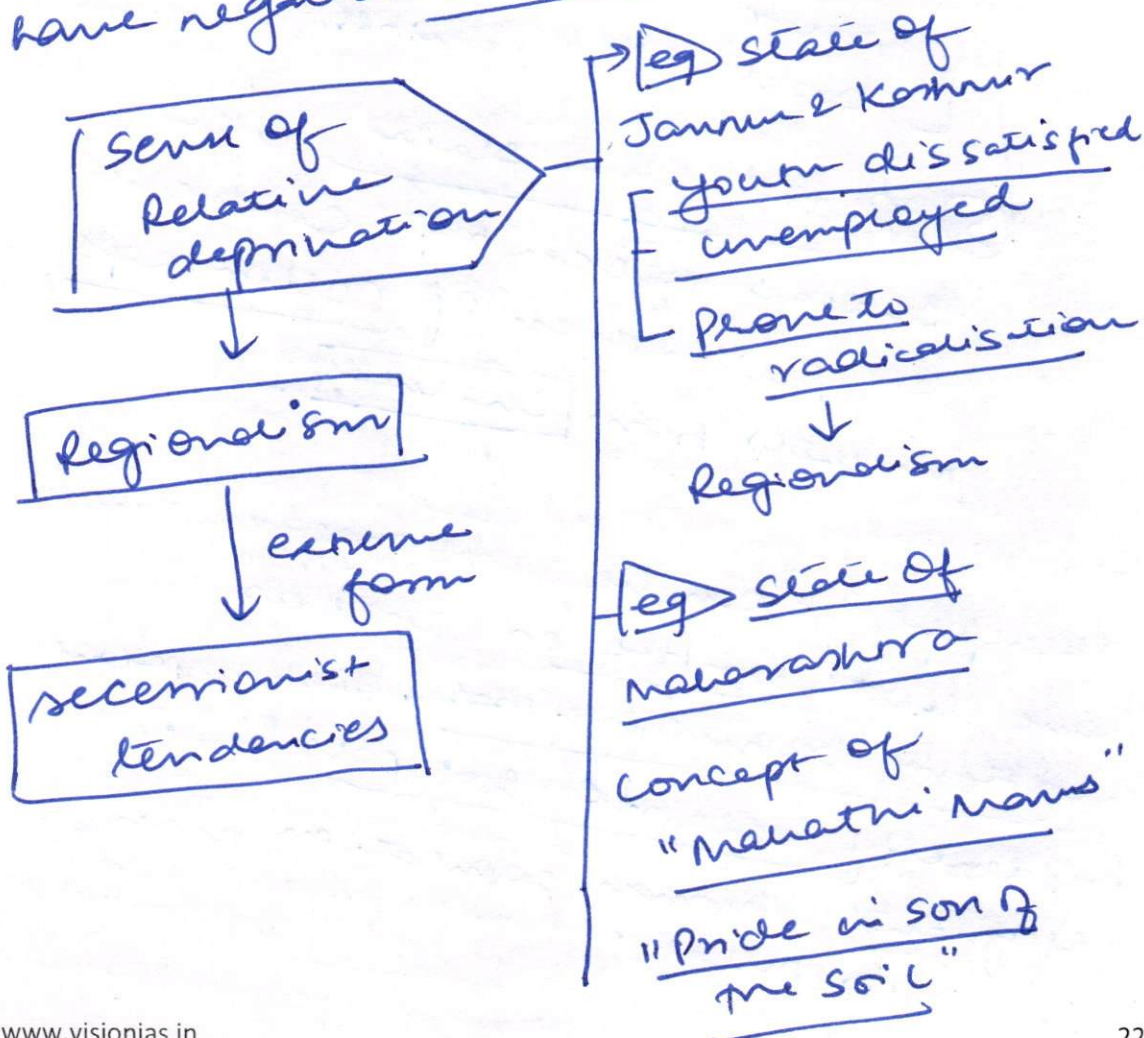 have
sense of
Relative
deprivation
Regionalism
extreme
form
secessionist
tendencies
eg state of
Jammu & Kashmir
youth dissatisfied
unemployed
prone to
radicalisation
Regionalism
eg state of
Maharashtra
concept of
"Marathi Manus"
"Pride in son of
the soil"
www.visionias.in
22